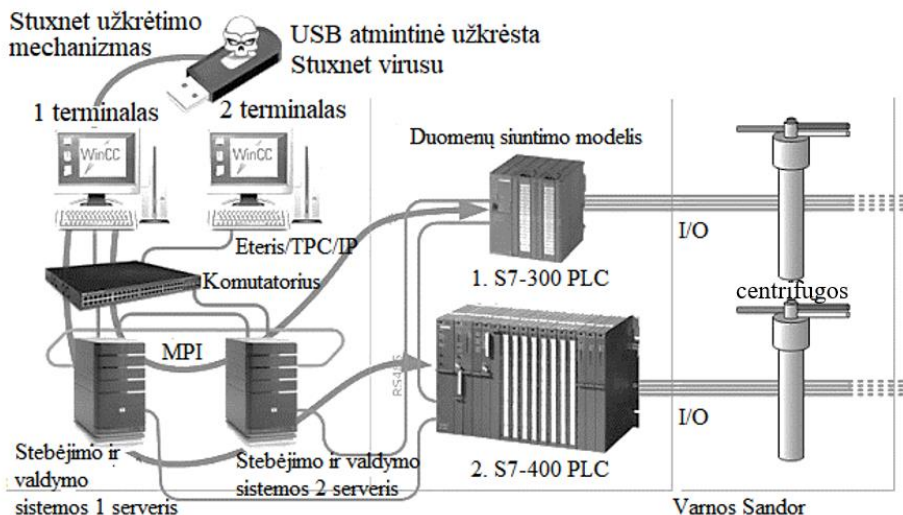 Stuxnet užkrėtimo
mechanizmas
USB atmintinė užkrėsta
Stuxnet virusu
1 terminalas
2 terminalas
WinCC
WinCC
Duomenų siuntimo modelis
Eteris/TPC/IP
Komutatorius
I/O
1. S7-300 PLC
centrifugos
MPI
RS485
I/O
Stebėjimo ir
valdymo
sistemos 1 serveris
Stebėjimo ir valdymo
sistemos 2 serveris
2. S7-400 PLC
Varnos Sandor